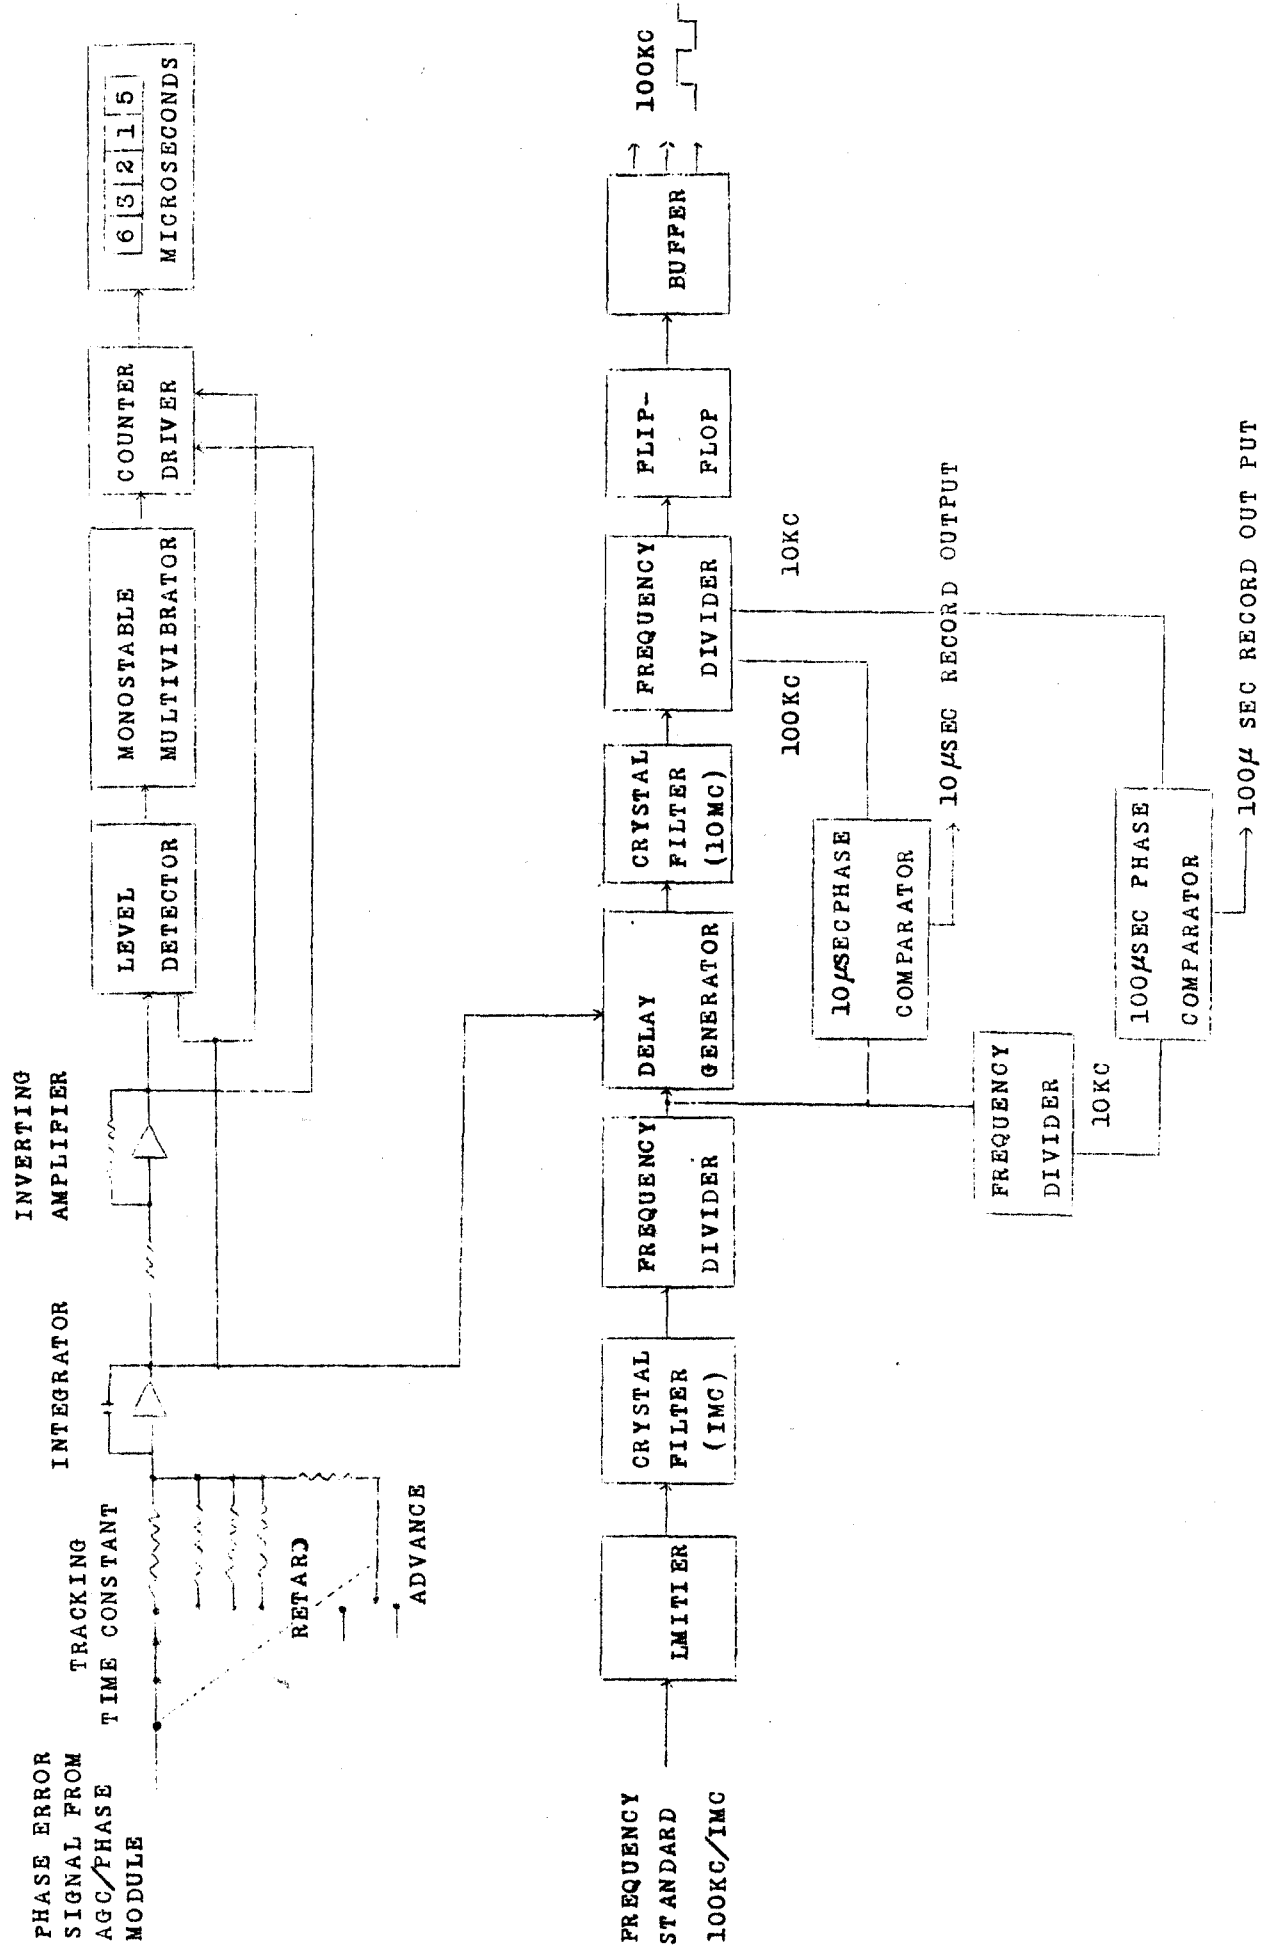 PHASE ERROR
SIGNAL FROM
AGC/PHASE
MODULE
TRACKING
TIME CONSTANT
RETARD
ADVANCE
INTEGRATOR
INVERTING
AMPLIFIER
LEVEL
DETECTOR
MONOSTABLE
MULTIVIBRATOR
COUNTER
DRIVER
6 3 2 1 5
MICROSECONDS
FREQUENCY
STANDARD
100KC/IMC
LMITIER
CRYSTAL
FILTER
(IMC)
FREQUENCY
DIVIDER
DELAY
GENERATOR
CRYSTAL
FILTER
(10MC)
FREQUENCY
DIVIDER
FLIP-
FLOP
BUFFER
100KC
100KC
10KC
10µSECPHASE
COMPARATOR
10µSEC RECORD OUTPUT
FREQUENCY
DIVIDER
10KC
100µSEC PHASE
COMPARATOR
100µ SEC RECORD OUT PUT